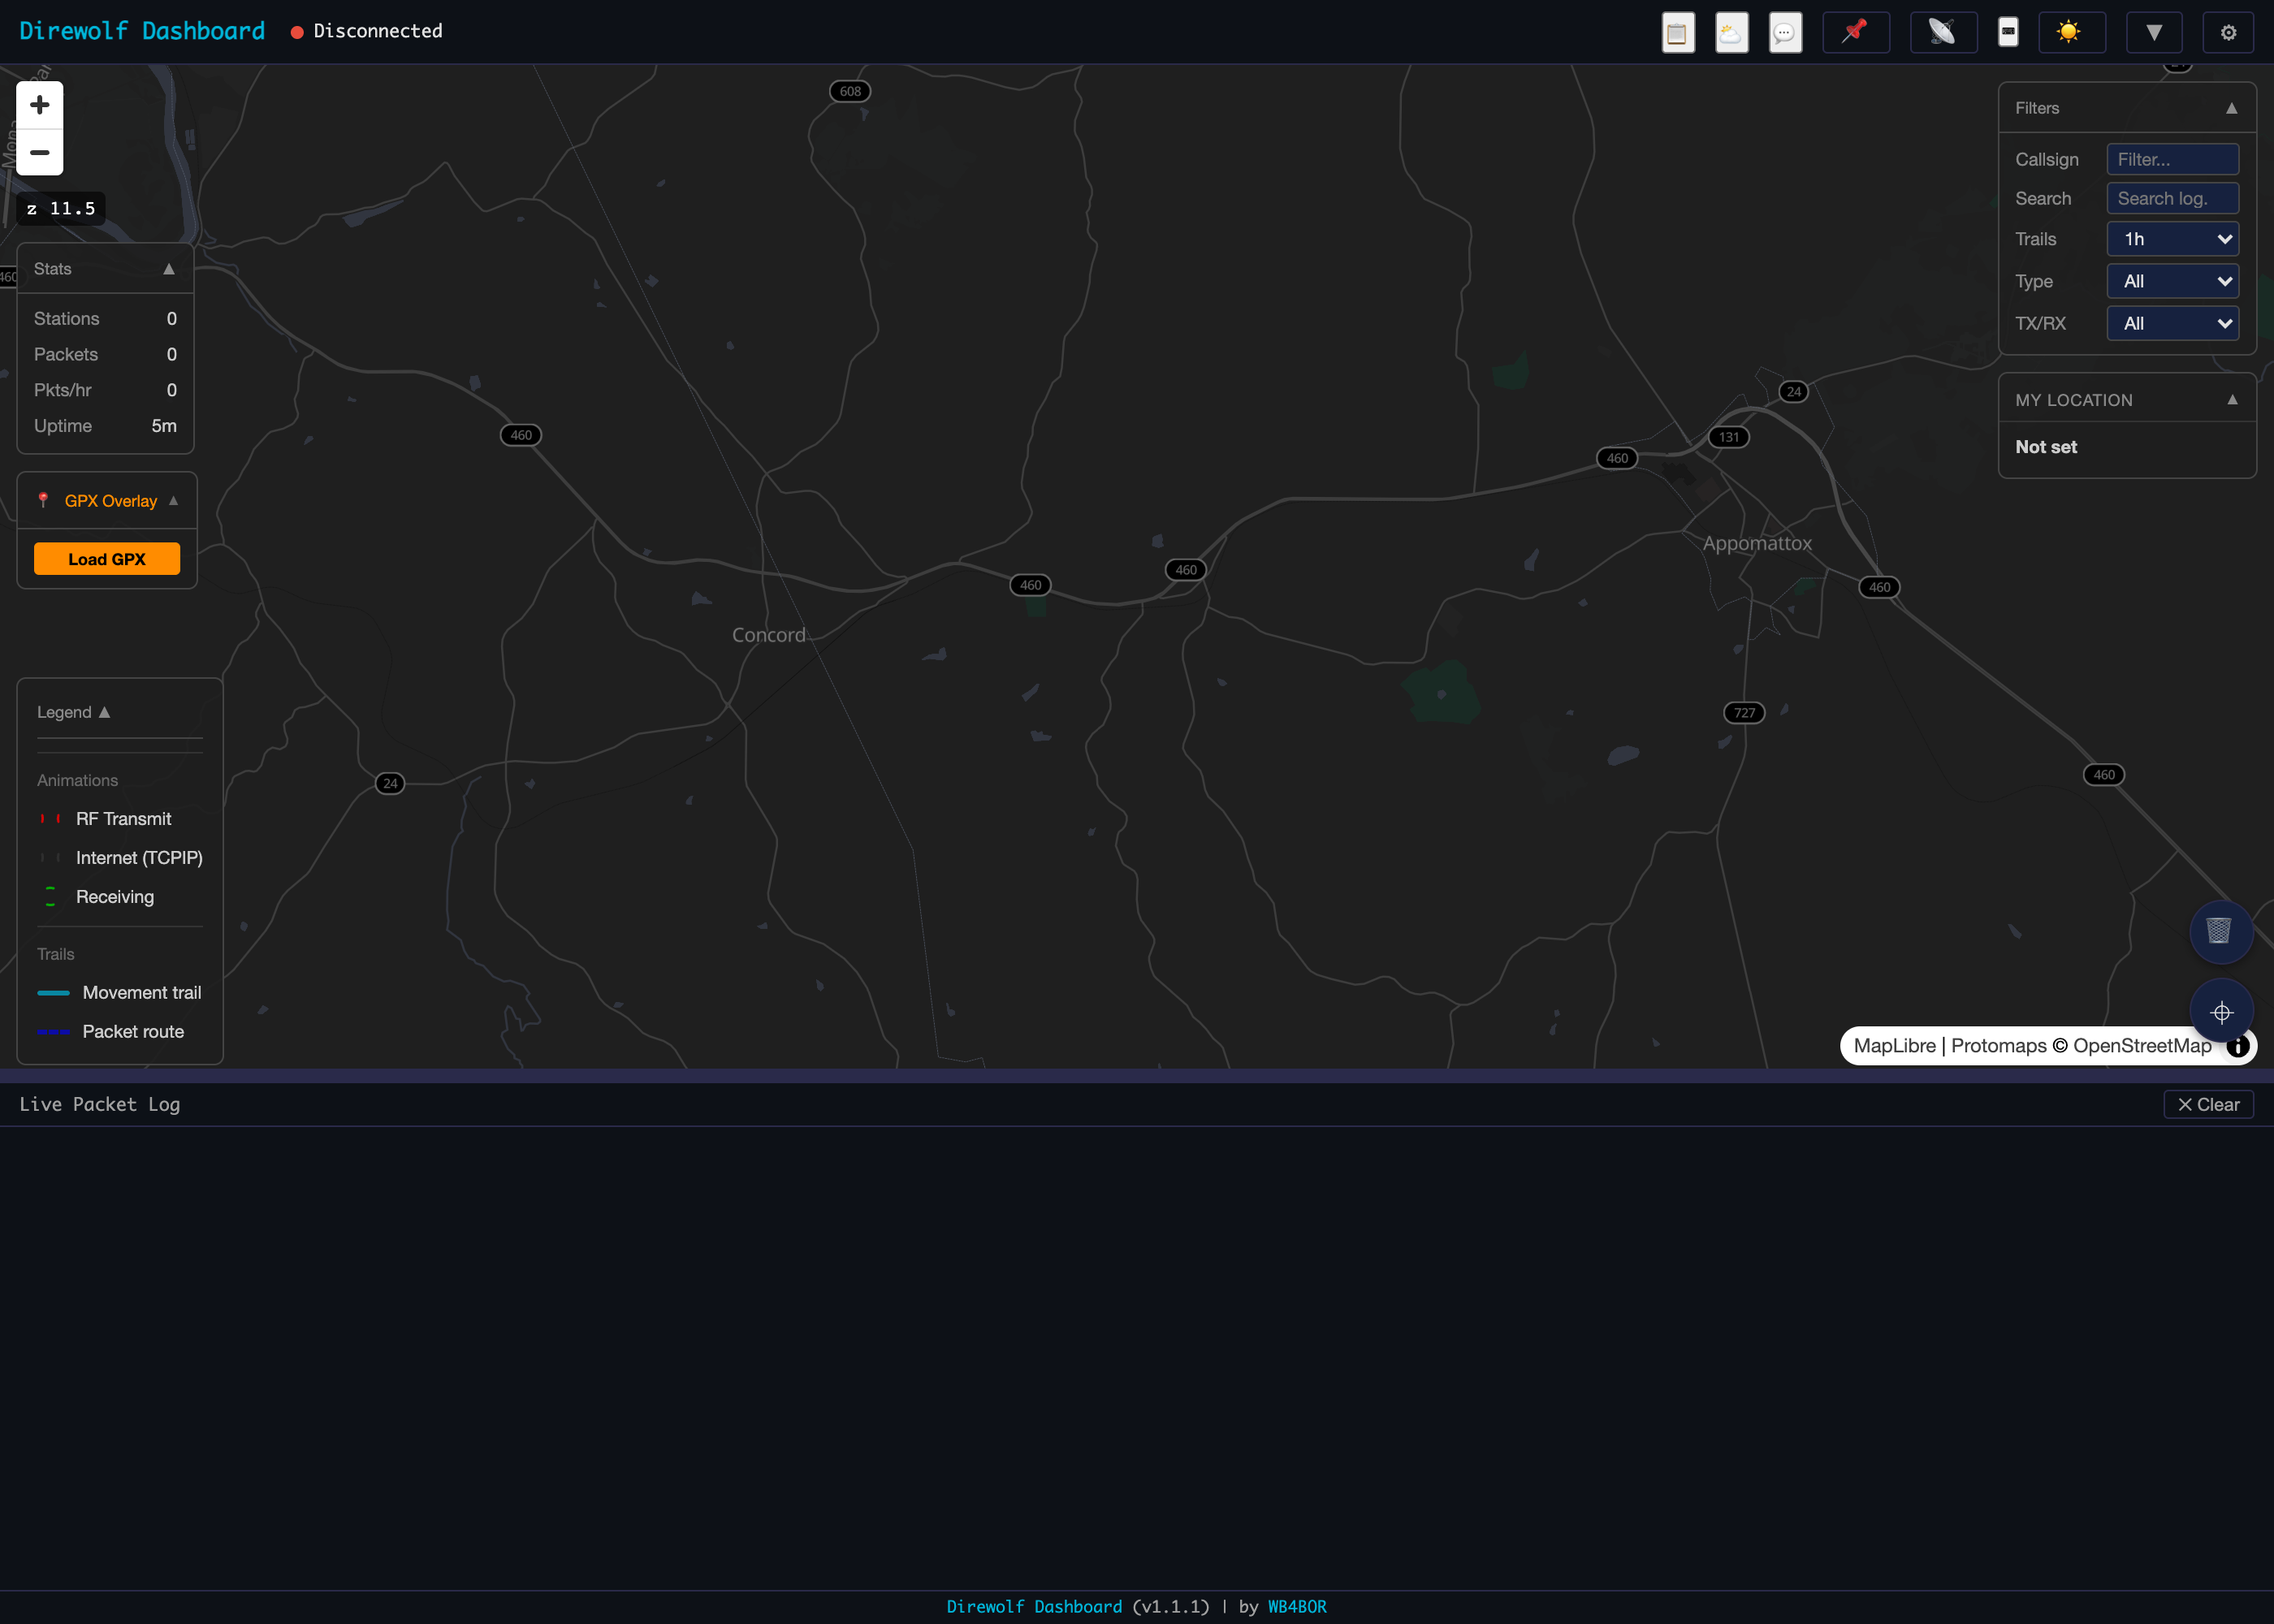 Direwolf Dashboard
Disconnected
+
−
z 11.5
Stats ▲
Stations 0
Packets 0
Pkts/hr 0
Uptime 5m
GPX Overlay ▲
Load GPX
Legend ▲
Animations
RF Transmit
Internet (TCPIP)
Receiving
Trails
Movement trail
Packet route
608
460
460
460
460
460
460
460
24
24
131
727
Concord
Appomattox
Filters ▲
Callsign Filter...
Search Search log.
Trails 1h
Type All
TX/RX All
MY LOCATION ▲
Not set
MapLibre | Protomaps © OpenStreetMap
Live Packet Log
✕ Clear
Direwolf Dashboard (v1.1.1) | by WB4BOR